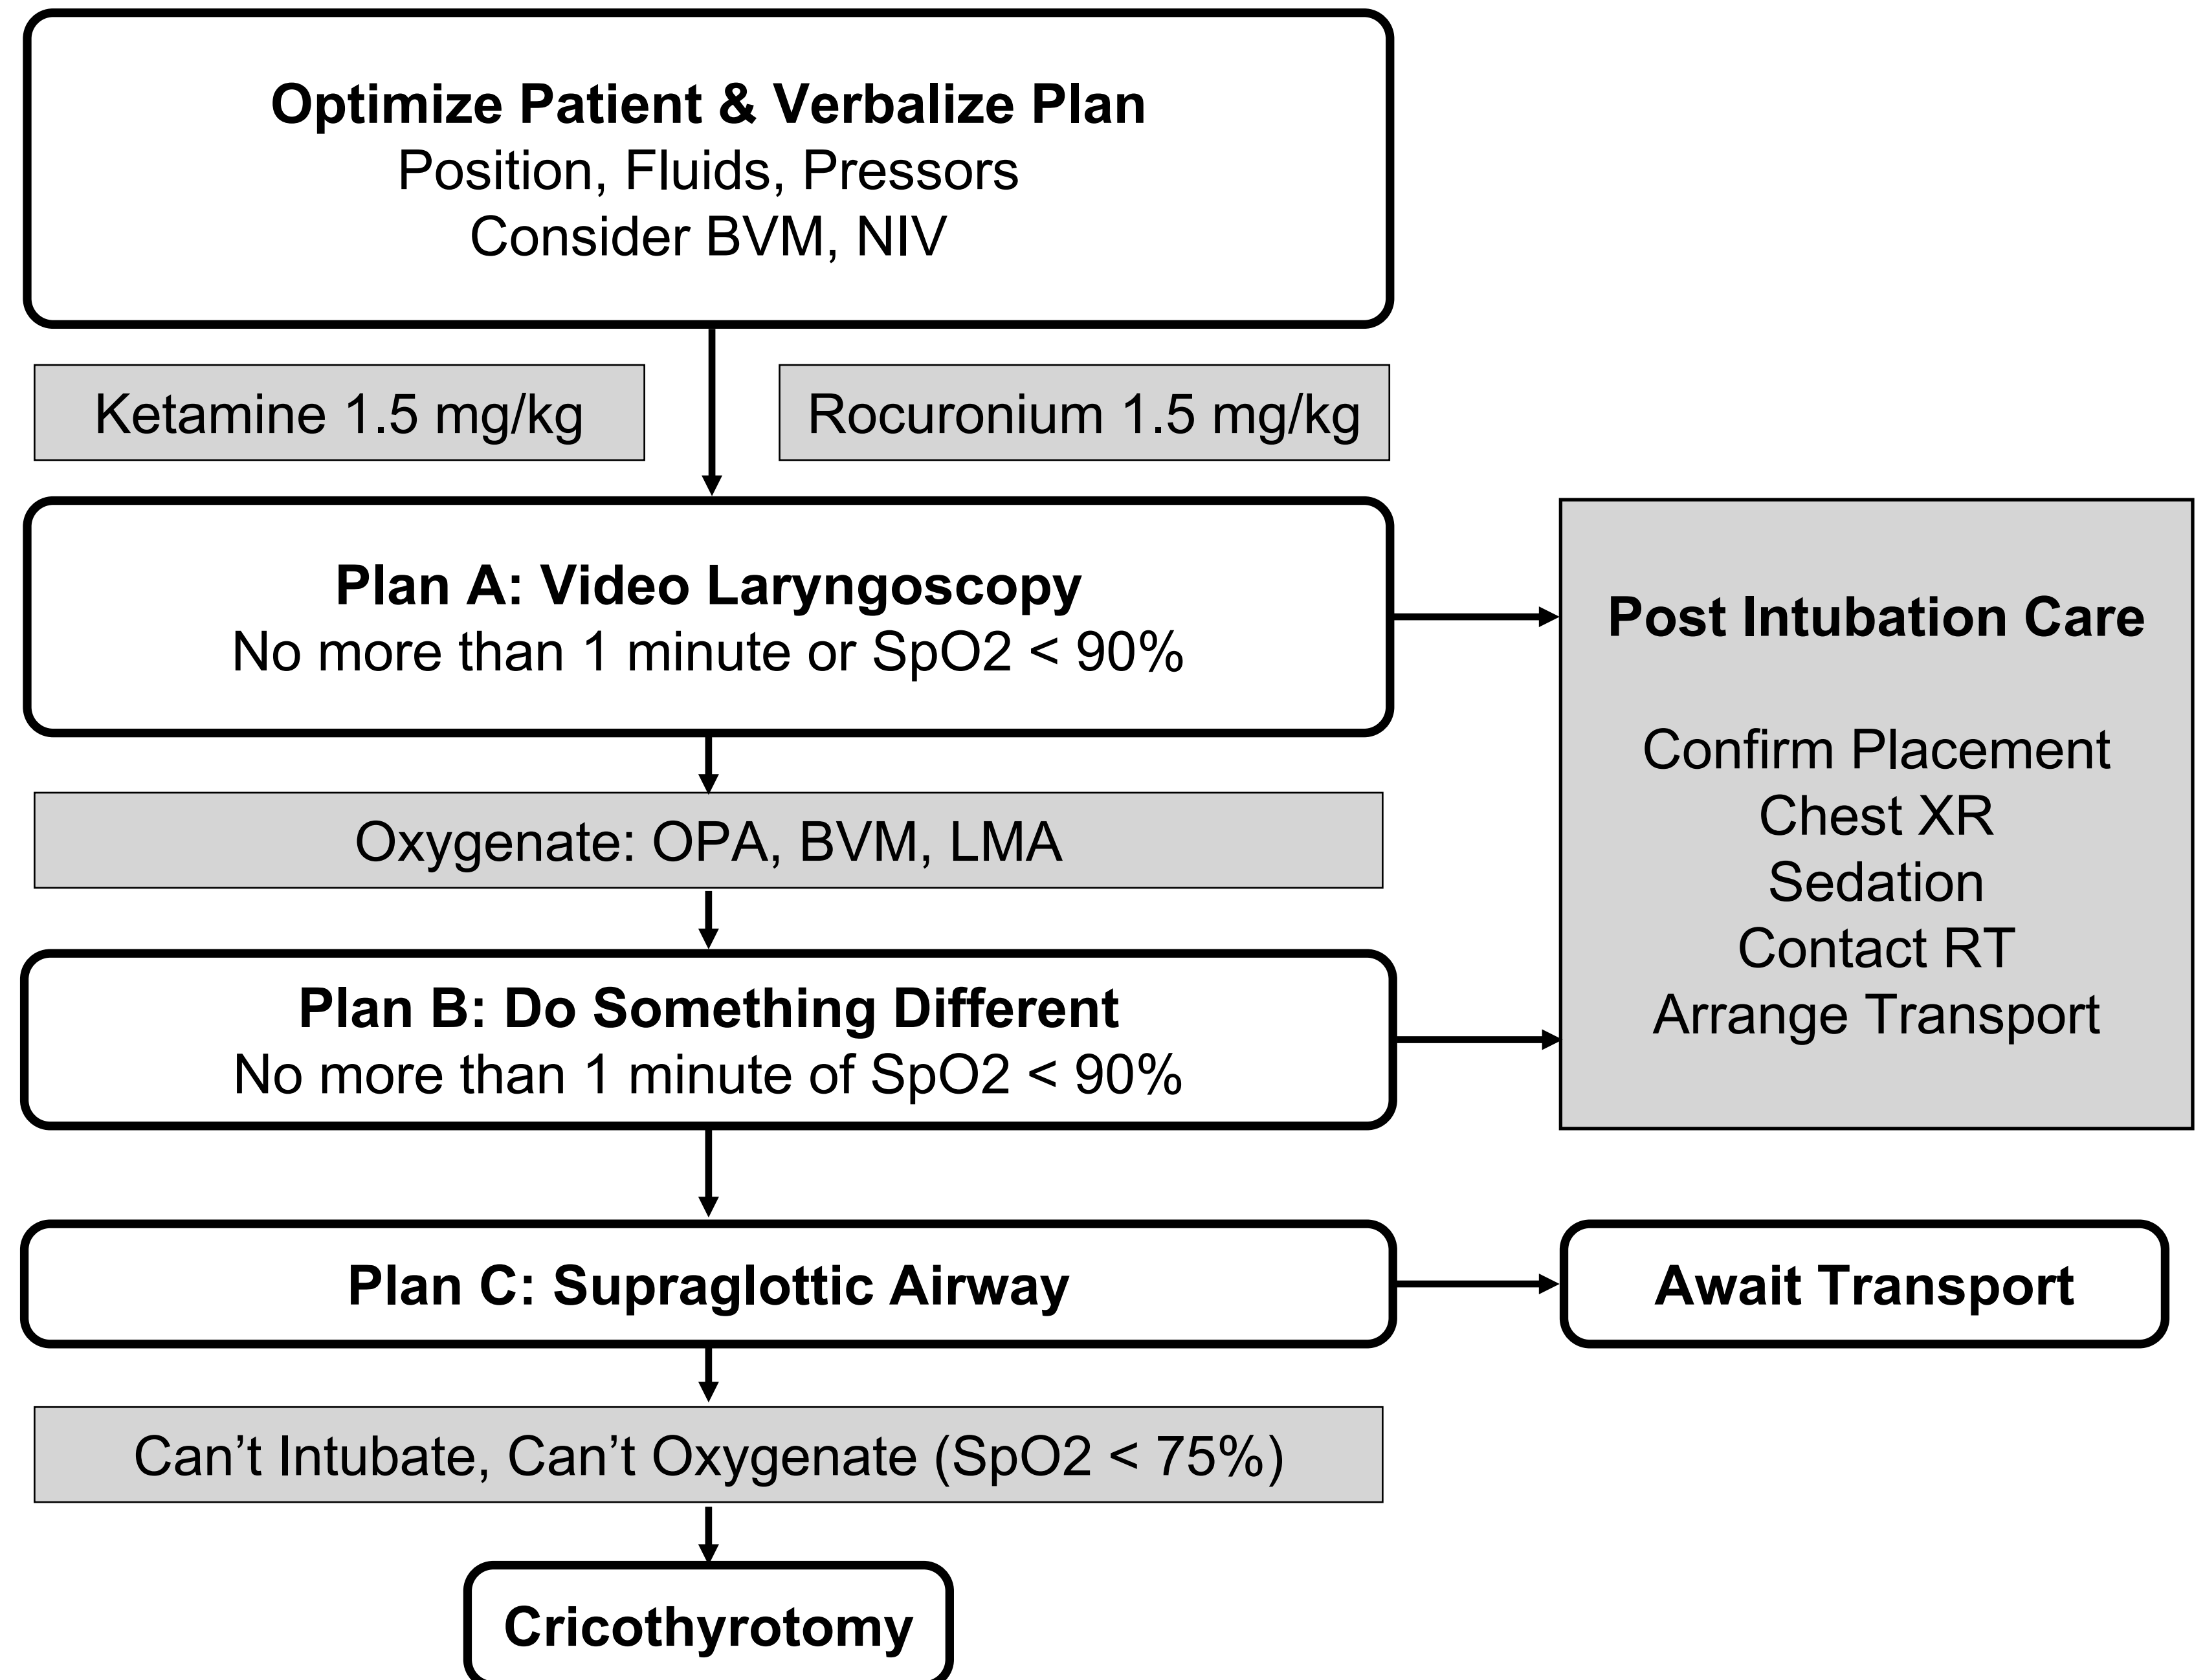 Optimize Patient & Verbalize Plan
Position, Fluids, Pressors
Consider BVM, NIV
Ketamine 1.5 mg/kg
Rocuronium 1.5 mg/kg
Plan A: Video Laryngoscopy
No more than 1 minute or SpO2 < 90%
Post Intubation Care
Confirm Placement
Chest XR
Sedation
Contact RT
Arrange Transport
Oxygenate: OPA, BVM, LMA
Plan B: Do Something Different
No more than 1 minute of SpO2 < 90%
Plan C: Supraglottic Airway
Await Transport
Can’t Intubate, Can’t Oxygenate (SpO2 < 75%)
Cricothyrotomy